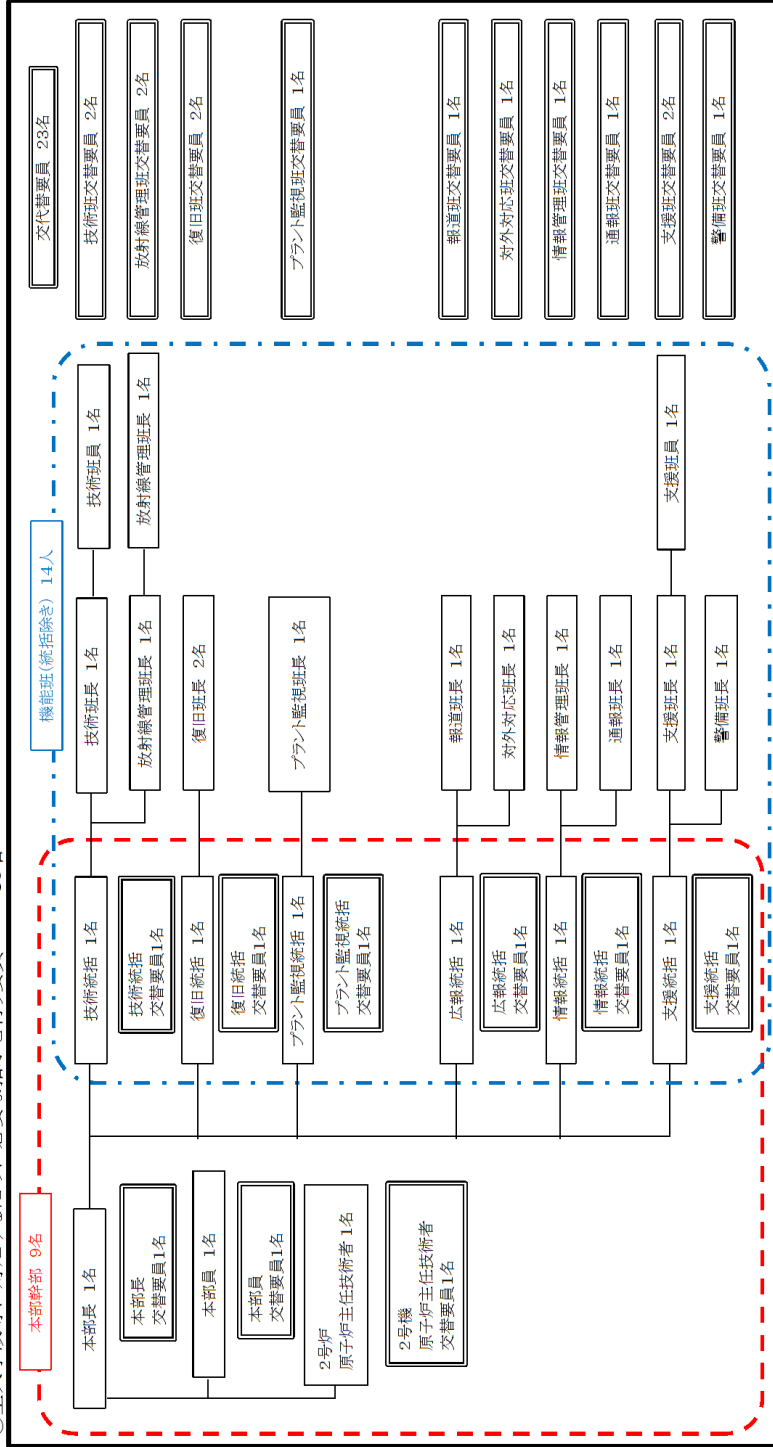 本部幹部 9名
機能班(統括除き) 14人
交代替要員 23名
本部長 1名
本部長
交替要員1名
本部員 1名
本部員
交替要員1名
2号炉
原子炉主任技術者 1名
2号機
原子炉主任技術者
交替要員1名
技術統括 1名
技術統括
交替要員1名
復旧統括 1名
復旧統括
交替要員1名
プラント監視統括 1名
プラント監視統括
交替要員1名
広報統括 1名
広報統括
交替要員1名
情報統括 1名
情報統括
交替要員1名
支援統括 1名
支援統括
交替要員1名
技術班長 1名
放射線管理班長 1名
復旧班長 2名
プラント監視班長 1名
報道班長 1名
対外対応班長 1名
情報管理班長 1名
通報班長 1名
支援班長 1名
警備班長 1名
技術班員 1名
放射線管理班長 1名
支援班員 1名
技術班交替要員 2名
放射線管理班交替要員 2名
復旧班交替要員 2名
プラント監視班交替要員 1名
報道班交替要員 1名
対外対応班交替要員 1名
情報管理班交替要員 1名
通報班交替要員 1名
支援班交替要員 2名
警備班交替要員 1名